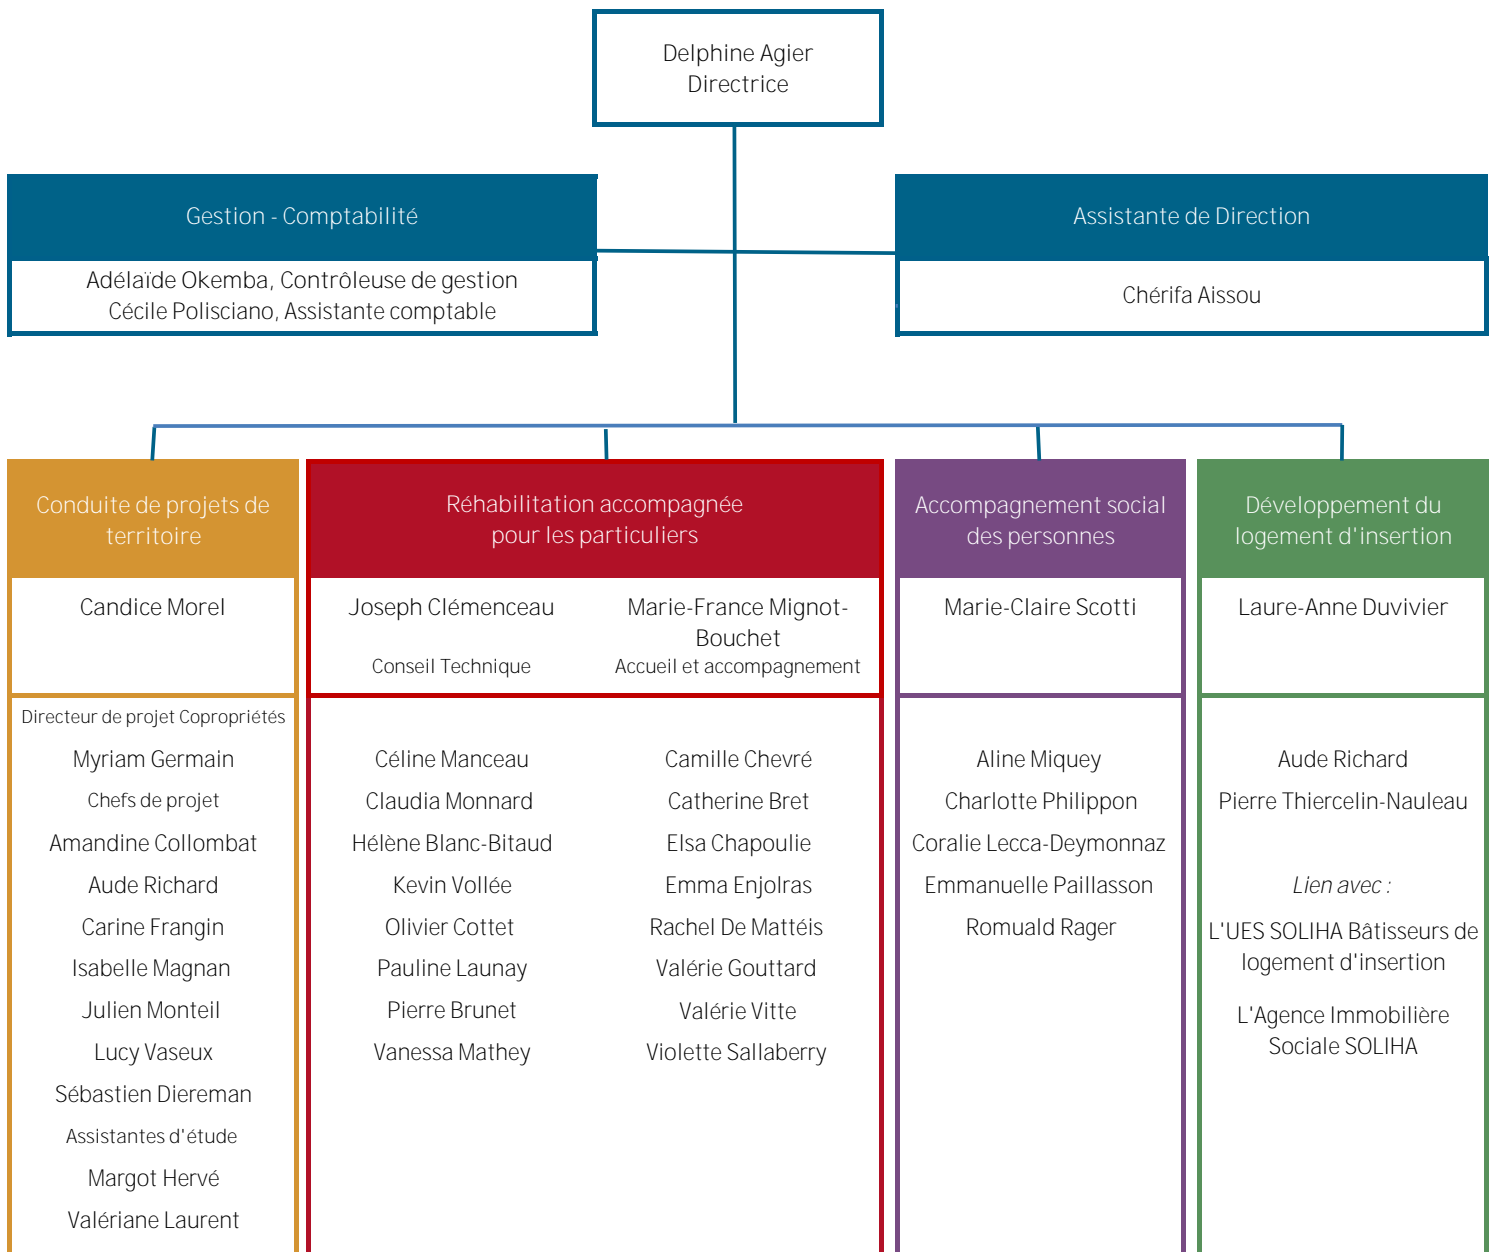 Delphine Agier
Directrice
Gestion - Comptabilité
Adélaïde Okemba, Contrôleuse de gestion
Cécile Polisciano, Assistante comptable
Assistante de Direction
Chérifa Aissou
Conduite de projets de
territoire
Candice Morel
Directeur de projet Copropriétés
Myriam Germain
Chefs de projet
Amandine Collombat
Aude Richard
Carine Frangin
Isabelle Magnan
Julien Monteil
Lucy Vaseux
Sébastien Diereman
Assistantes d'étude
Margot Hervé
Valériane Laurent
Réhabilitation accompagnée
pour les particuliers
Joseph Clémenceau
Conseil Technique
Céline Manceau
Claudia Monnard
Hélène Blanc-Bitaud
Kevin Vollée
Olivier Cottet
Pauline Launay
Pierre Brunet
Vanessa Mathey
Marie-France Mignot-
Bouchet
Accueil et accompagnement
Camille Chevré
Catherine Bret
Elsa Chapoulie
Emma Enjolras
Rachel De Mattéis
Valérie Gouttard
Valérie Vitte
Violette Sallaberry
Accompagnement social
des personnes
Marie-Claire Scotti
Aline Miquey
Charlotte Philippon
Coralie Lecca-Deymonnaz
Emmanuelle Paillasson
Romuald Rager
Développement du
logement d'insertion
Laure-Anne Duvivier
Aude Richard
Pierre Thiercelin-Nauleau
Lien avec :
L'UES SOLIHA Bâtisseurs de
logement d'insertion
L'Agence Immobilière
Sociale SOLIHA